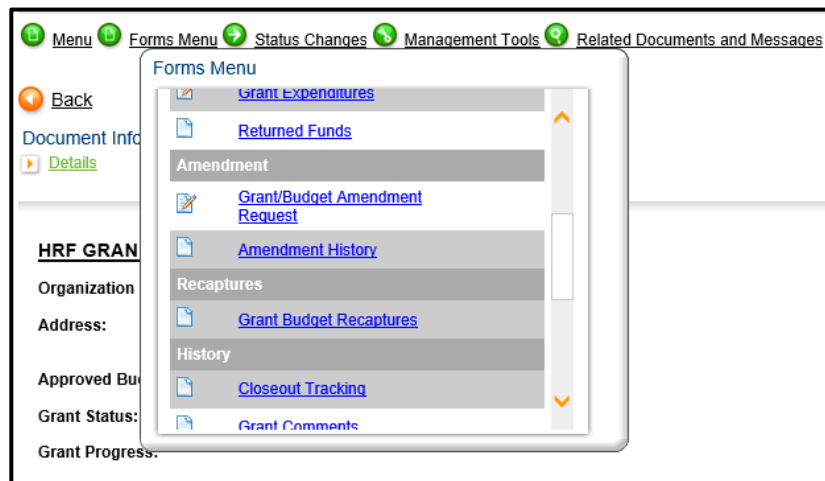 Menu Forms Menu Status Changes Management Tools Related Documents and Messages
Forms Menu
Back
Grant Expenditures
Document Info
Returned Funds
Details
Amendment
Grant/Budget Amendment
Request
Amendment History
HRF GRAN
Organization
Recaptures
Address:
Grant Budget Recaptures
History
Approved Bu
Closeout Tracking
Grant Status:
Grant Comments
Grant Progress: